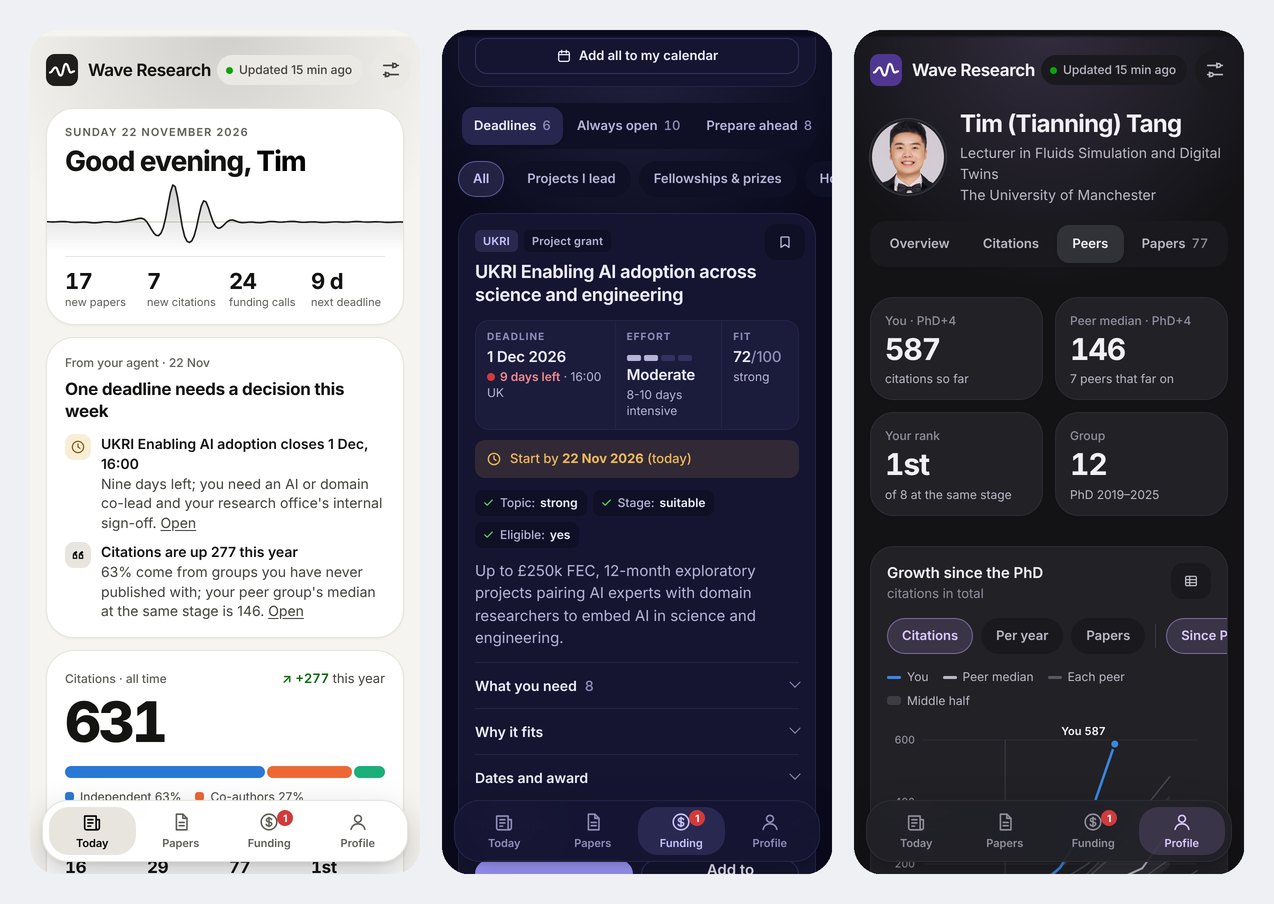 Wave Research
Updated 15 min ago
SUNDAY 22 NOVEMBER 2026
Good evening, Tim
17
new papers
7
new citations
24
funding calls
9 d
next deadline
From your agent · 22 Nov
One deadline needs a decision this
week
UKRI Enabling AI adoption closes 1 Dec,
16:00
Nine days left; you need an AI or domain
co-lead and your research office's internal
sign-off. Open
Citations are up 277 this year
63% come from groups you have never
published with; your peer group's median
at the same stage is 146. Open
Citations · all time
+277 this year
631
Independent 63%
Co-authors 27%
Today
Papers
1
Funding
Profile
16
29
77
1st
Add all to my calendar
Deadlines 6
Always open 10
Prepare ahead 8
All
Projects I lead
Fellowships & prizes
Ho
UKRI
Project grant
UKRI Enabling AI adoption across
science and engineering
DEADLINE
1 Dec 2026
9 days left · 16:00
UK
EFFORT
Moderate
8-10 days
intensive
FIT
72/100
strong
Start by 22 Nov 2026 (today)
Topic: strong
Stage: suitable
Eligible: yes
Up to £250k FEC, 12-month exploratory
projects pairing AI experts with domain
researchers to embed AI in science and
engineering.
What you need 8
Why it fits
Dates and award
Today
Papers
1
Funding
Profile
Add to
Wave Research
Updated 15 min ago
Tim (Tianning) Tang
Lecturer in Fluids Simulation and Digital
Twins
The University of Manchester
Overview
Citations
Peers
Papers 77
You · PhD+4
587
citations so far
Peer median · PhD+4
146
7 peers that far on
Your rank
1st
of 8 at the same stage
Group
12
PhD 2019–2025
Growth since the PhD
citations in total
Citations
Per year
Papers
Since P
You
Peer median
Each peer
Middle half
You 587
600
400
Today
Papers
1
Funding
Profile
200